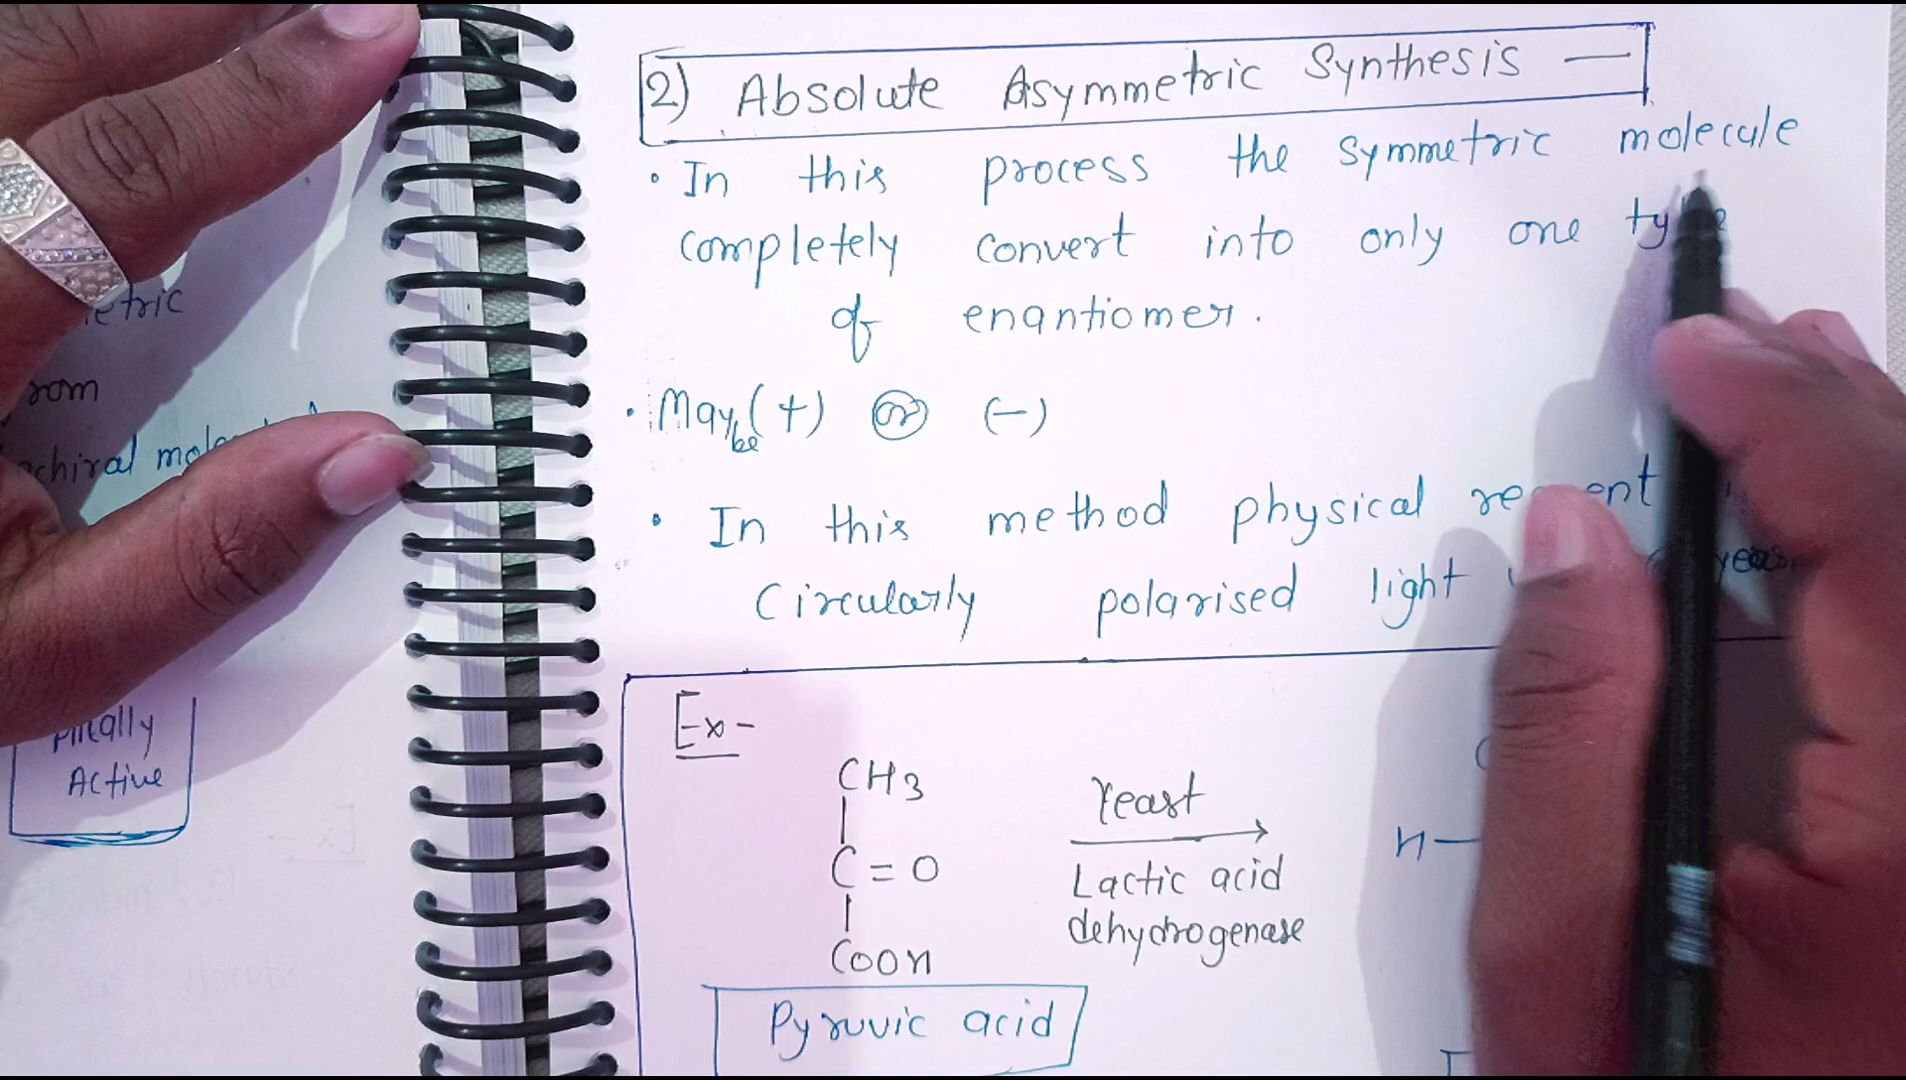 etric
rom
achiral
Active
2) Absolute Asymmetric Synthesis —
• In this process the symmetric molecule
completely convert into only one
of enantiomer.
• May be (+) or (-)
• In this method physical
Circularly polarised light
Ex -
CH3
C = O
COOH
Yeast
Lactic acid
dehydrogenase
H
Pyruvic acid